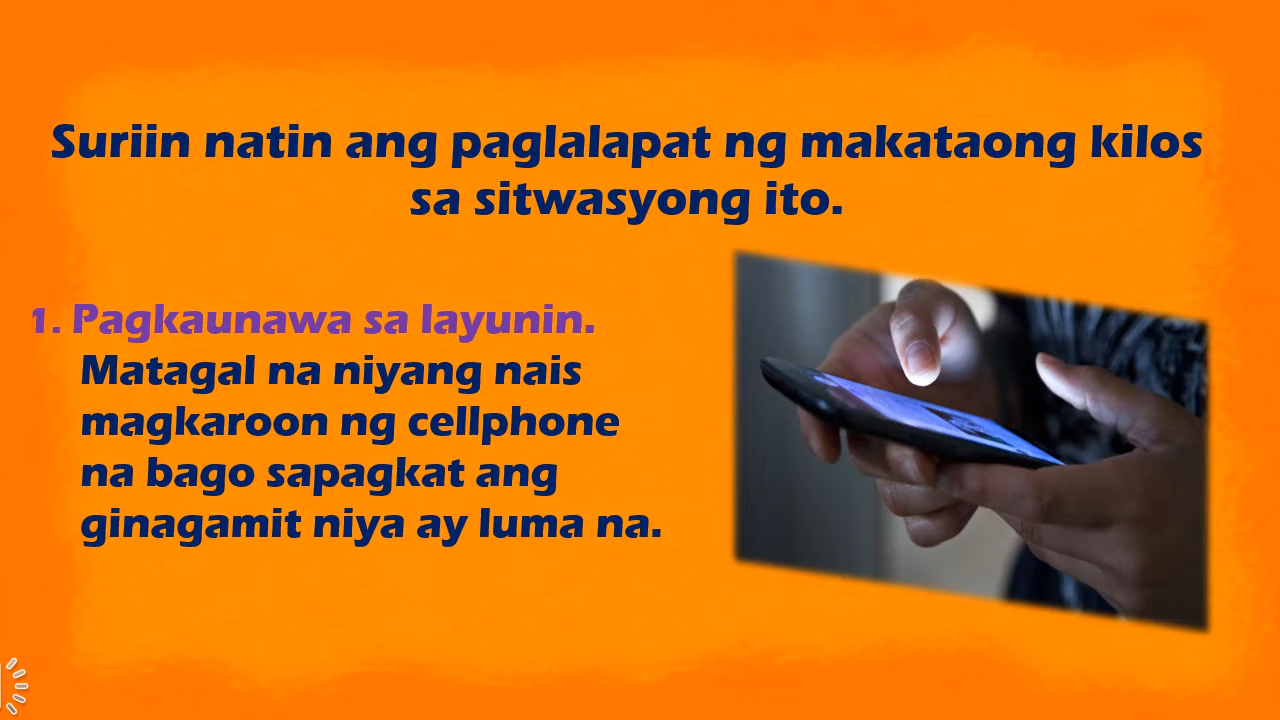 Suriin natin ang paglalapat ng makataong kilos
sa sitwasyong ito.
1. Pagkaunawa sa layunin.
Matagal na niyang nais
magkaroon ng cellphone
na bago sapagkat ang
ginagamit niya ay luma na.